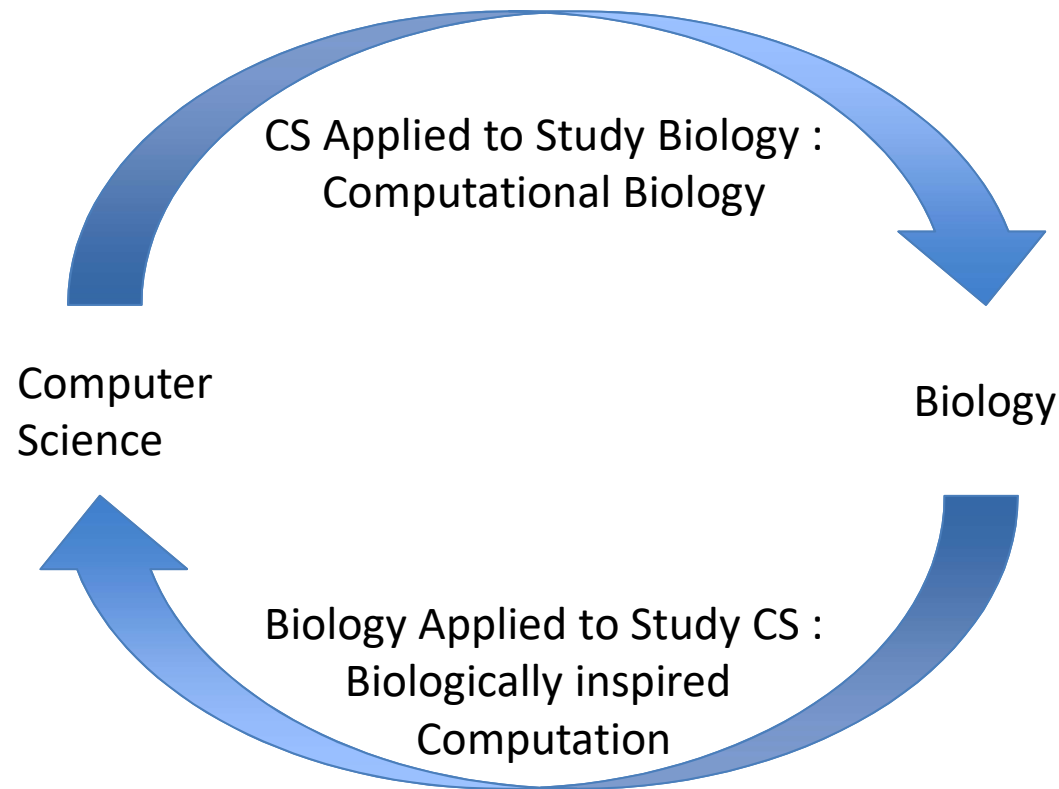 CS Applied to Study Biology :
Computational Biology
Computer
Science
Biology
Biology Applied to Study CS :
Biologically inspired
Computation